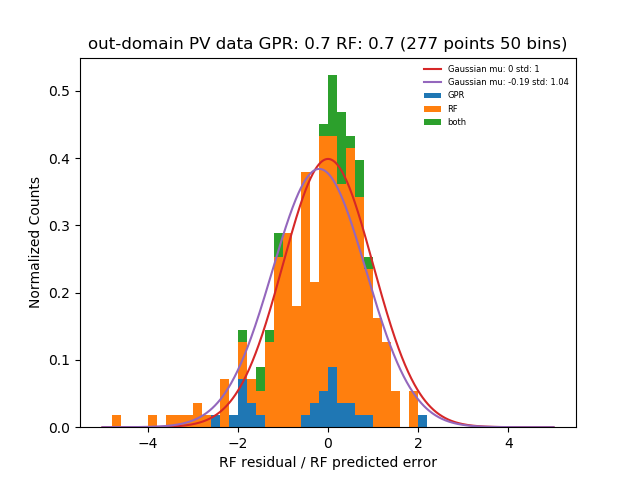 out-domain PV data GPR: 0.7 RF: 0.7 (277 points 50 bins)
Gaussian mu: 0 std: 1
Gaussian mu: -0.19 std: 1.04
GPR
RF
both
Normalized Counts
0.5
0.4
0.3
0.2
0.1
0.0
−4 −2 0 2 4
RF residual / RF predicted error